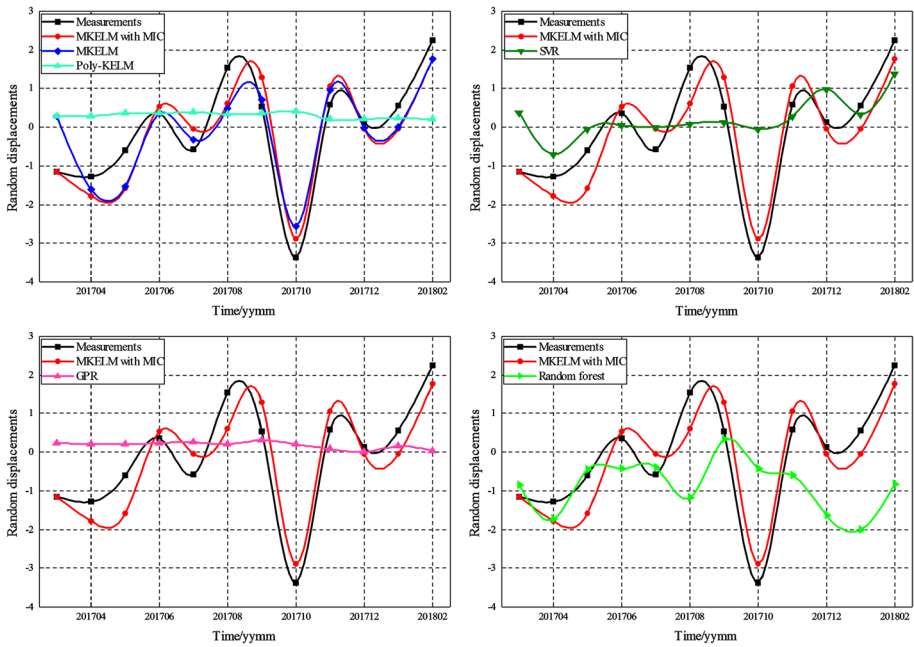 3
2
1
0
-1
-2
-3
-4
Random displacements
Measurements
MKELM with MIC
MKELM
Poly-KELM
201704
201706
201708
201710
201712
201802
Time/yymm
3
2
1
0
-1
-2
-3
-4
Random displacements
Measurements
MKELM with MIC
SVR
201704
201706
201708
201710
201712
201802
Time/yymm
3
2
1
0
-1
-2
-3
-4
Random displacements
Measurements
MKELM with MIC
GPR
201704
201706
201708
201710
201712
201802
Time/yymm
3
2
1
0
-1
-2
-3
-4
Random displacements
Measurements
MKELM with MIC
Random forest
201704
201706
201708
201710
201712
201802
Time/yymm